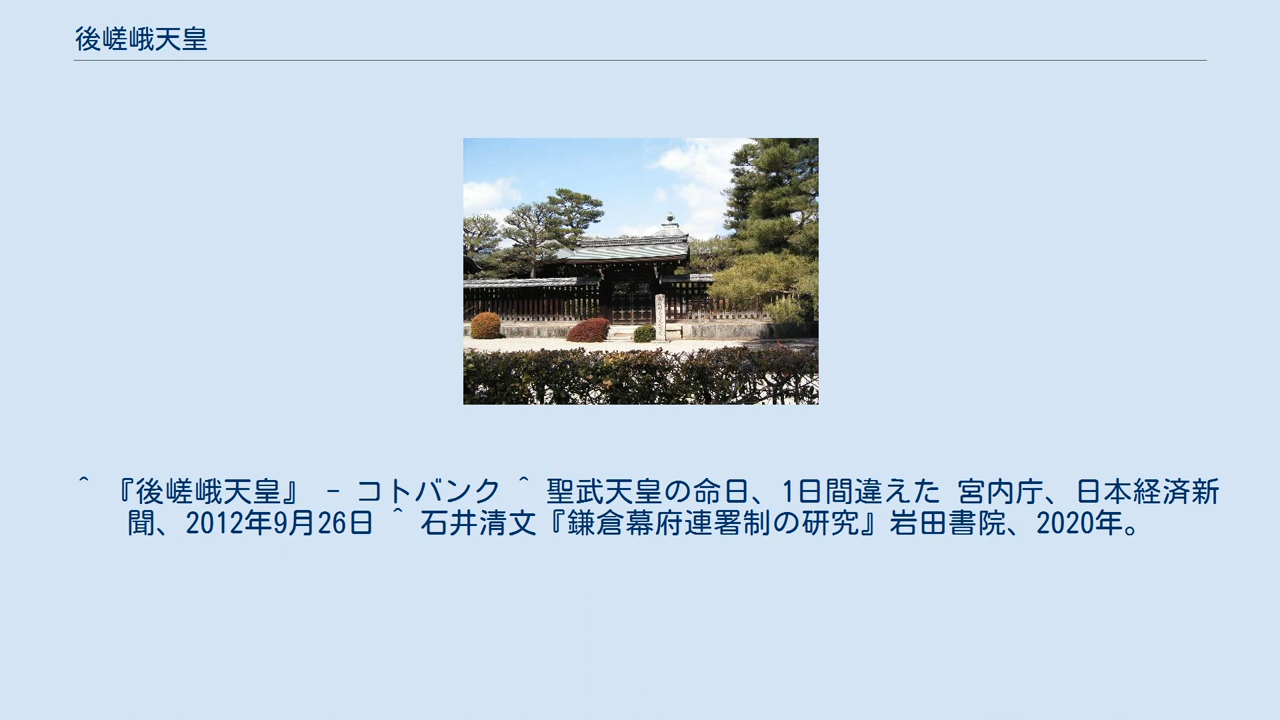 後嵯峨天皇
^ 『後嵯峨天皇』 - コトバンク ^ 聖武天皇の命日、1日間違えた 宮内庁、日本経済新
聞、2012年9月26日 ^ 石井清文『鎌倉幕府連署制の研究』岩田書院、2020年。